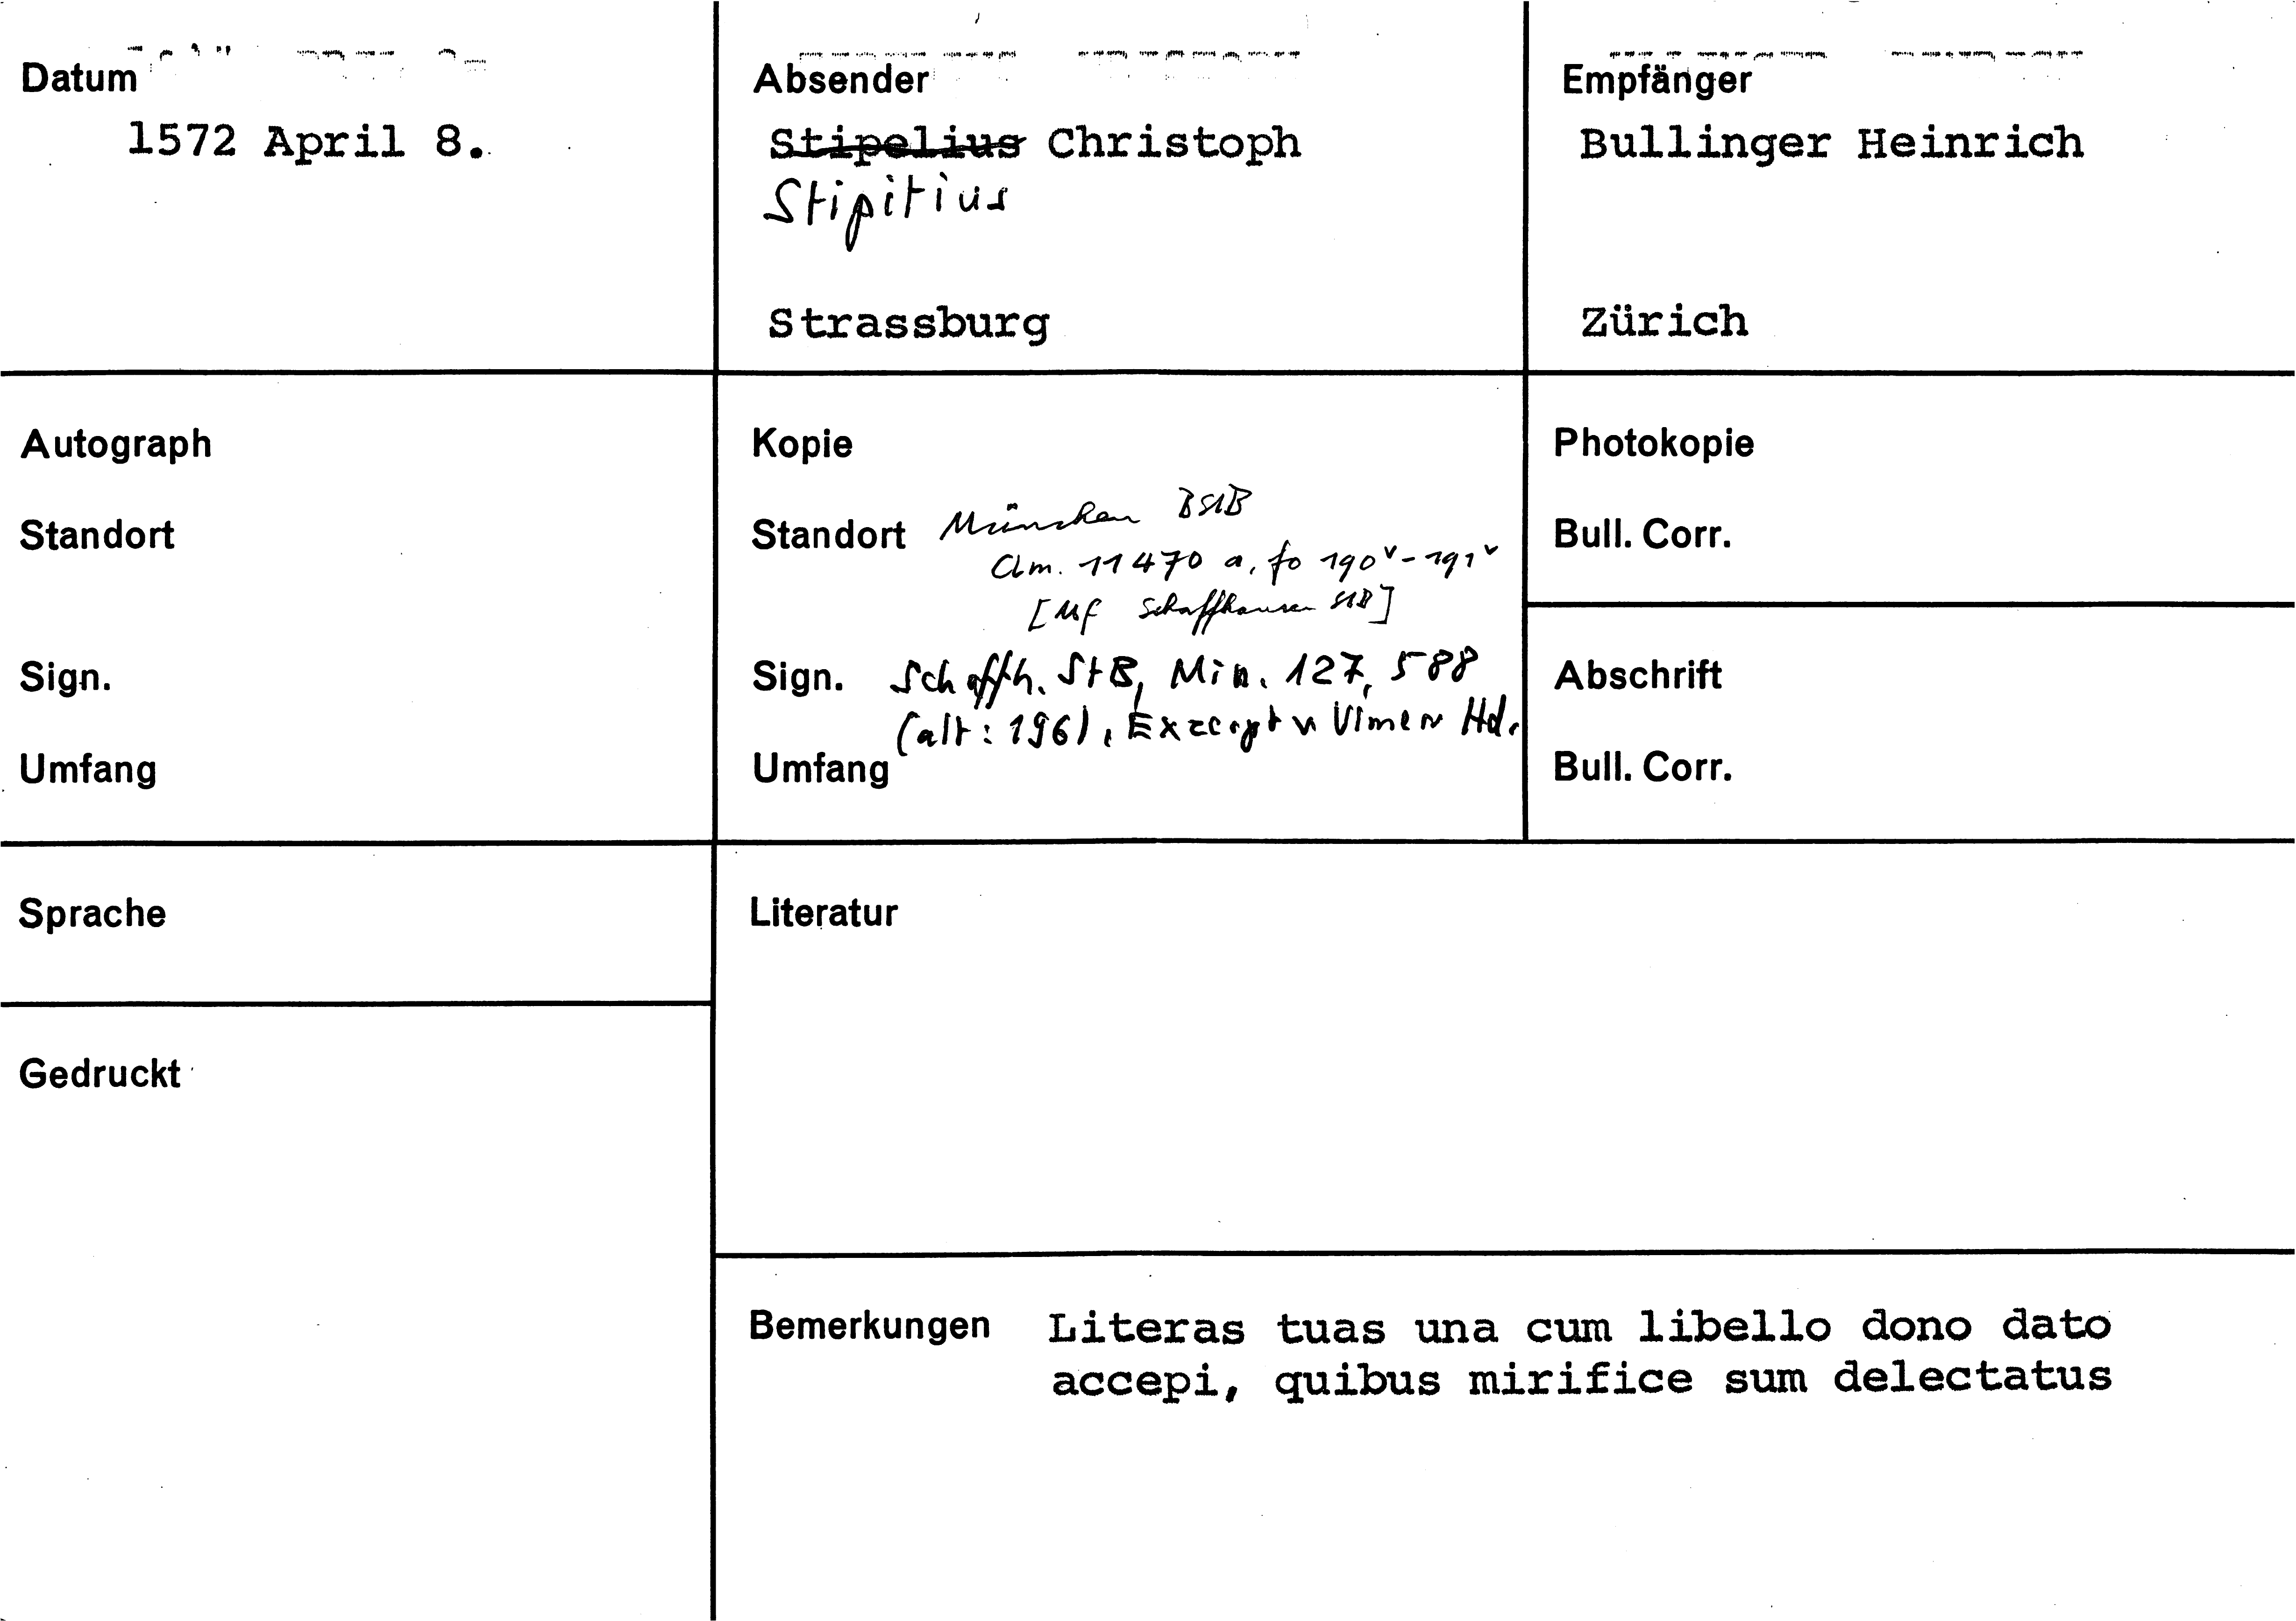 Datum
1572 April 8.
Absender
Stipelius Christoph
Stipitius
Strassburg
Empfänger
Bullinger Heinrich
Zürich
Autograph
Standort
Sign.
Umfang
Kopie
Standort München BStB
Clm. 11470 a, fo 190v-191v
[Mf Schaffhausen StB]
Sign. Schaffh. StB, Min. 127, 588
(alt: 196), Exzerpt v Ulmer Hd.
Umfang
Photokopie
Bull. Corr.
Abschrift
Bull. Corr.
Sprache
Gedruckt
Literatur
Bemerkungen Literas tuas una cum libello dono dato
accepi, quibus mirifice sum delectatus